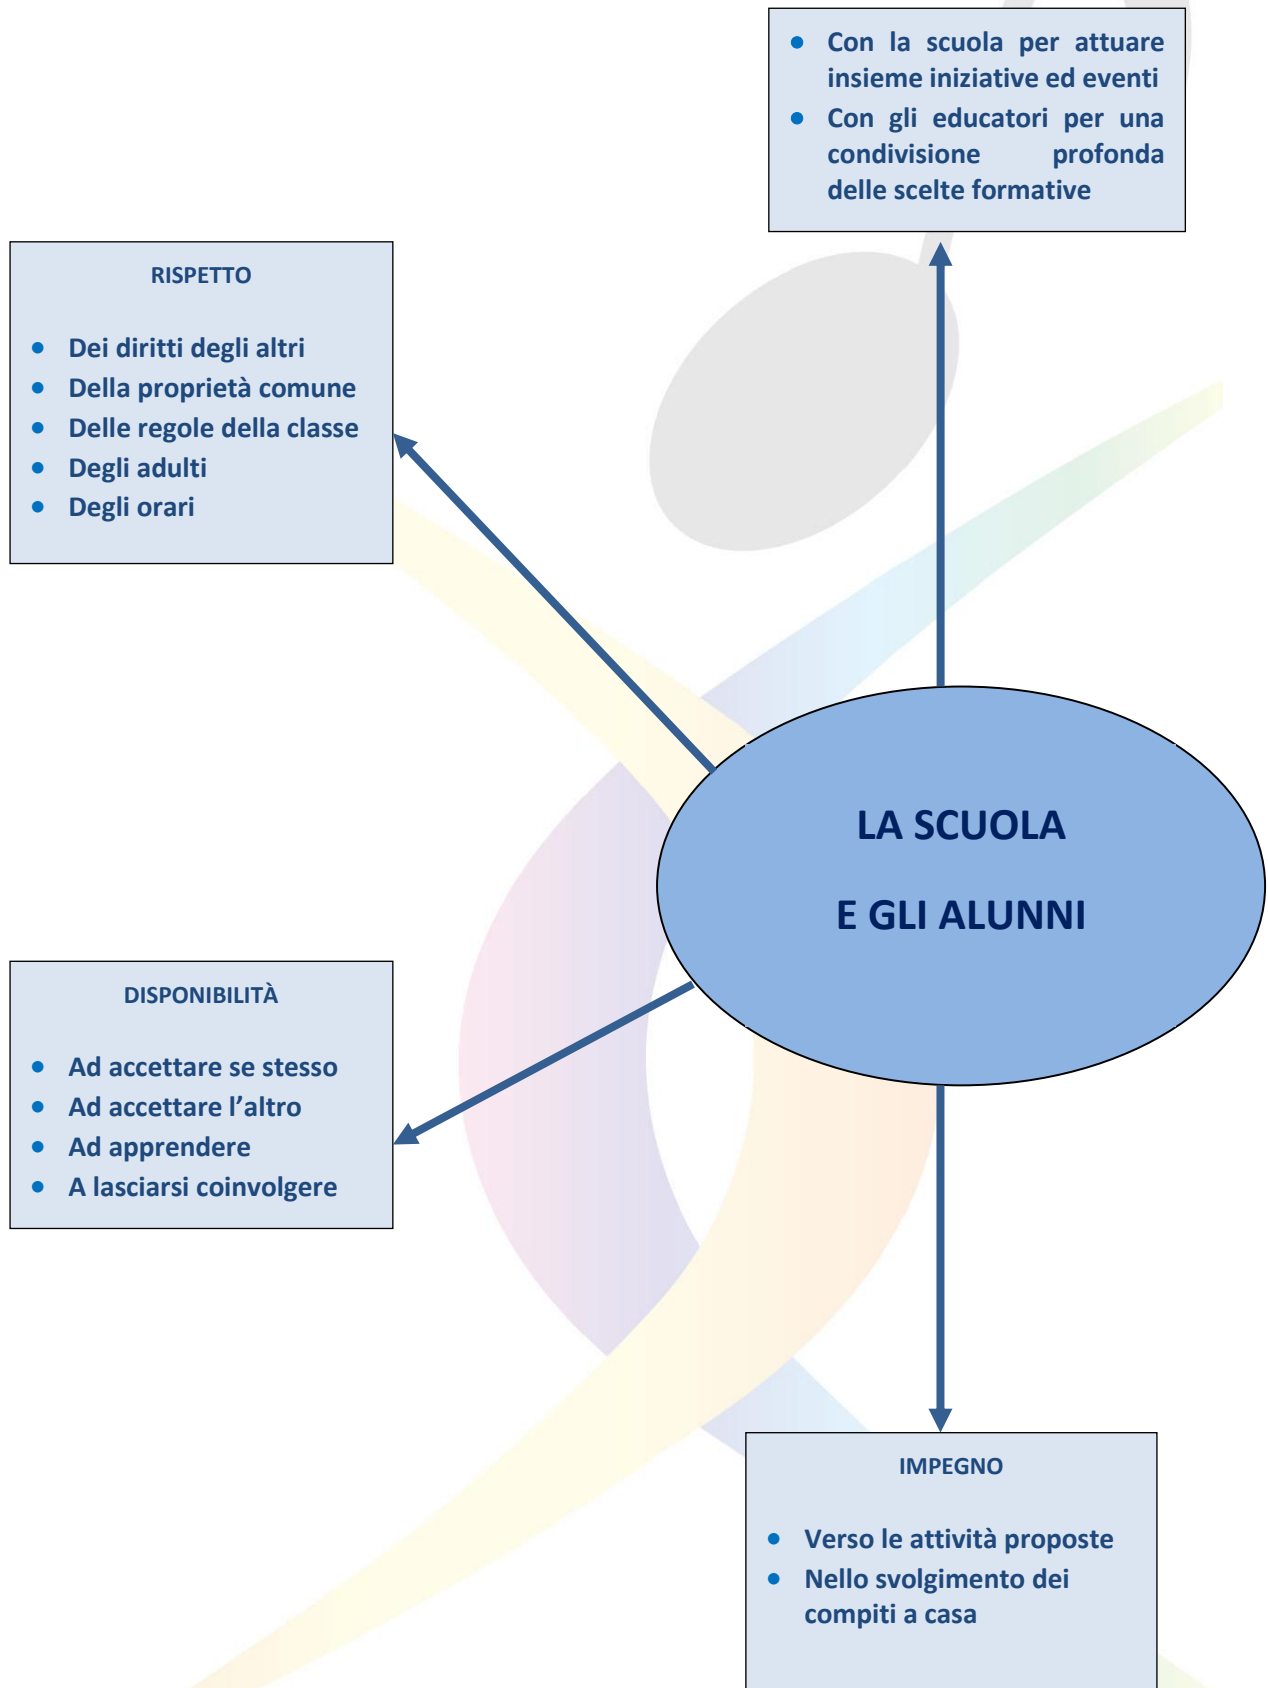 • Con la scuola per attuare
insieme iniziative ed eventi
• Con gli educatori per una
condivisione profonda
delle scelte formative
RISPETTO
• Dei diritti degli altri
• Della proprietà comune
• Delle regole della classe
• Degli adulti
• Degli orari
LA SCUOLA
E GLI ALUNNI
DISPONIBILITÀ
• Ad accettare se stesso
• Ad accettare l’altro
• Ad apprendere
• A lasciarsi coinvolgere
IMPEGNO
• Verso le attività proposte
• Nello svolgimento dei
compiti a casa